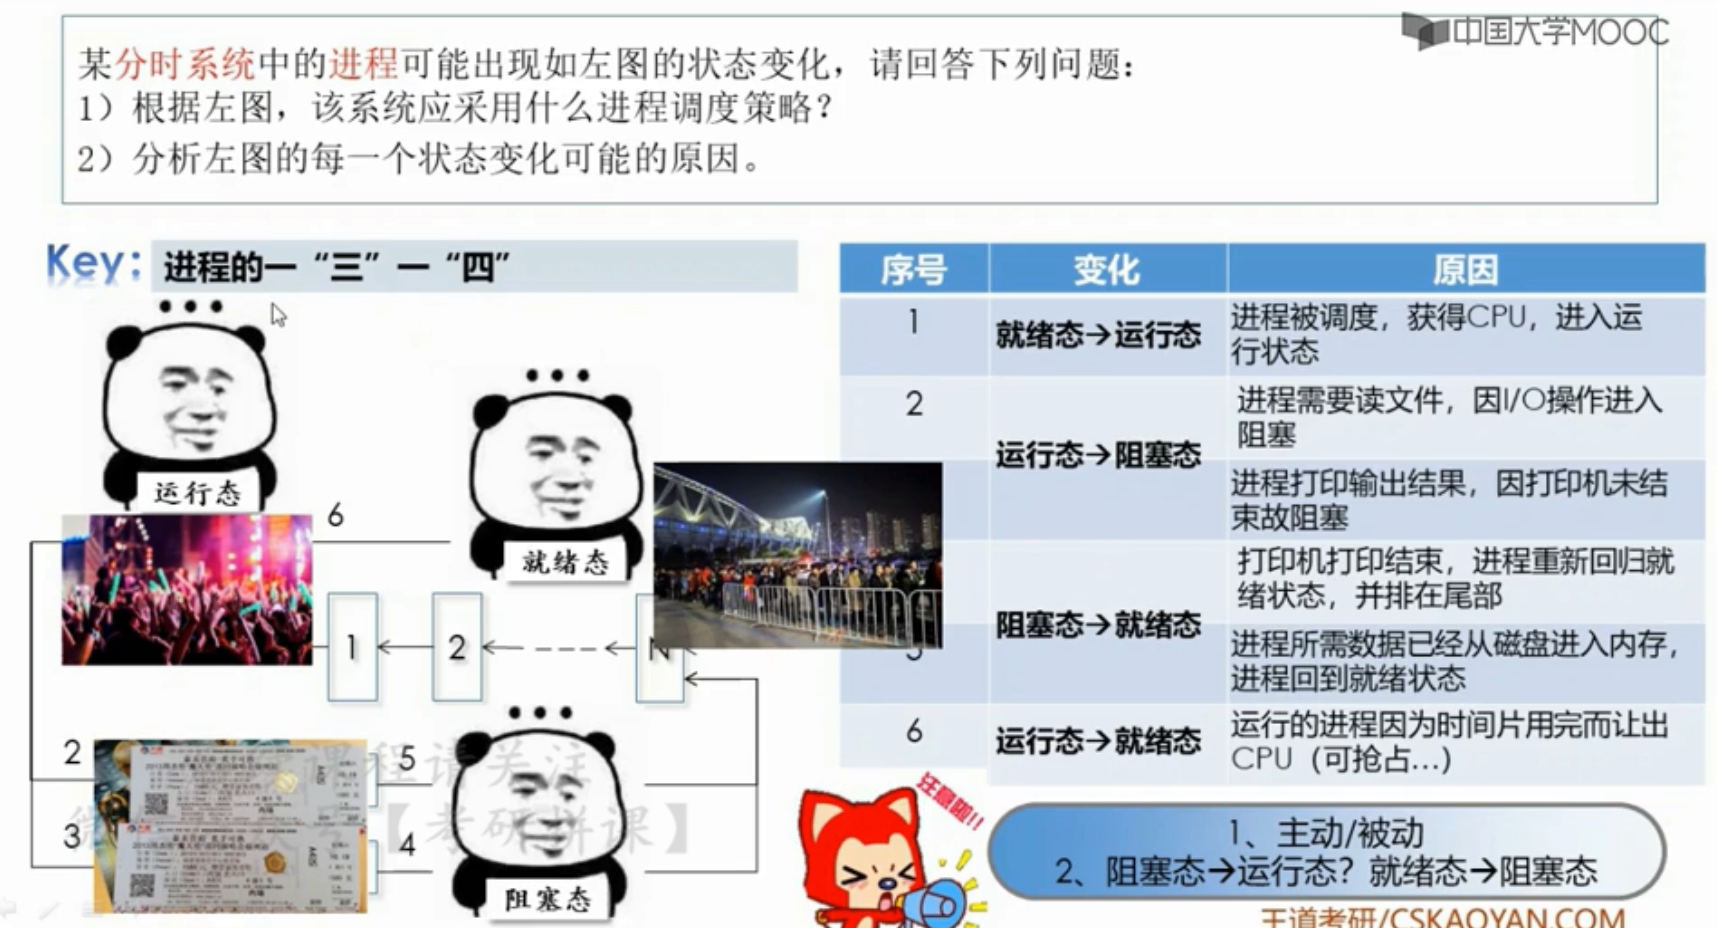 中国大学MOOC
某分时系统中的进程可能出现如左图的状态变化，请回答下列问题：
1）根据左图，该系统应采用什么进程调度策略？
2）分析左图的每一个状态变化可能的原因。
Key：
进程的一“三”一“四”
运行态
6
就绪态
1
2
N
2
5
3
4
阻塞态
课程请关注
号【考研拼课】
序号 变化 原因
1 就绪态→运行态 进程被调度，获得CPU，进入运
行状态
2 运行态→阻塞态 进程需要读文件，因I/O操作进入
阻塞
进程打印输出结果，因打印机未结
束故阻塞
阻塞态→就绪态 打印机打印结束，进程重新回归就
绪状态，并排在尾部
5 进程所需数据已经从磁盘进入内存，
进程回到就绪状态
6 运行态→就绪态 运行的进程因为时间片用完而让出
CPU（可抢占...）
注意啦!!
1、主动/被动
2、阻塞态→运行态？就绪态→阻塞态
王道考研/CSKAOYAN.COM